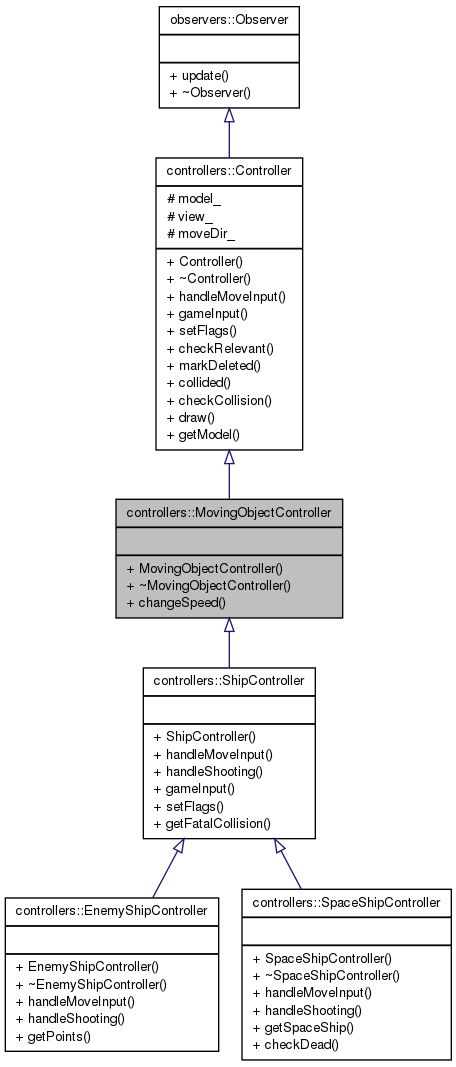 observers::Observer
+ update()
+ ~Observer()
controllers::Controller
# model_
# view_
# moveDir_
+ Controller()
+ ~Controller()
+ handleMoveInput()
+ gameInput()
+ setFlags()
+ checkRelevant()
+ markDeleted()
+ collided()
+ checkCollision()
+ draw()
+ getModel()
controllers::MovingObjectController
+ MovingObjectController()
+ ~MovingObjectController()
+ changeSpeed()
controllers::ShipController
+ ShipController()
+ handleMoveInput()
+ handleShooting()
+ gameInput()
+ setFlags()
+ getFatalCollision()
controllers::EnemyShipController
+ EnemyShipController()
+ ~EnemyShipController()
+ handleMoveInput()
+ handleShooting()
+ getPoints()
controllers::SpaceShipController
+ SpaceShipController()
+ ~SpaceShipController()
+ handleMoveInput()
+ handleShooting()
+ getSpaceShip()
+ checkDead()